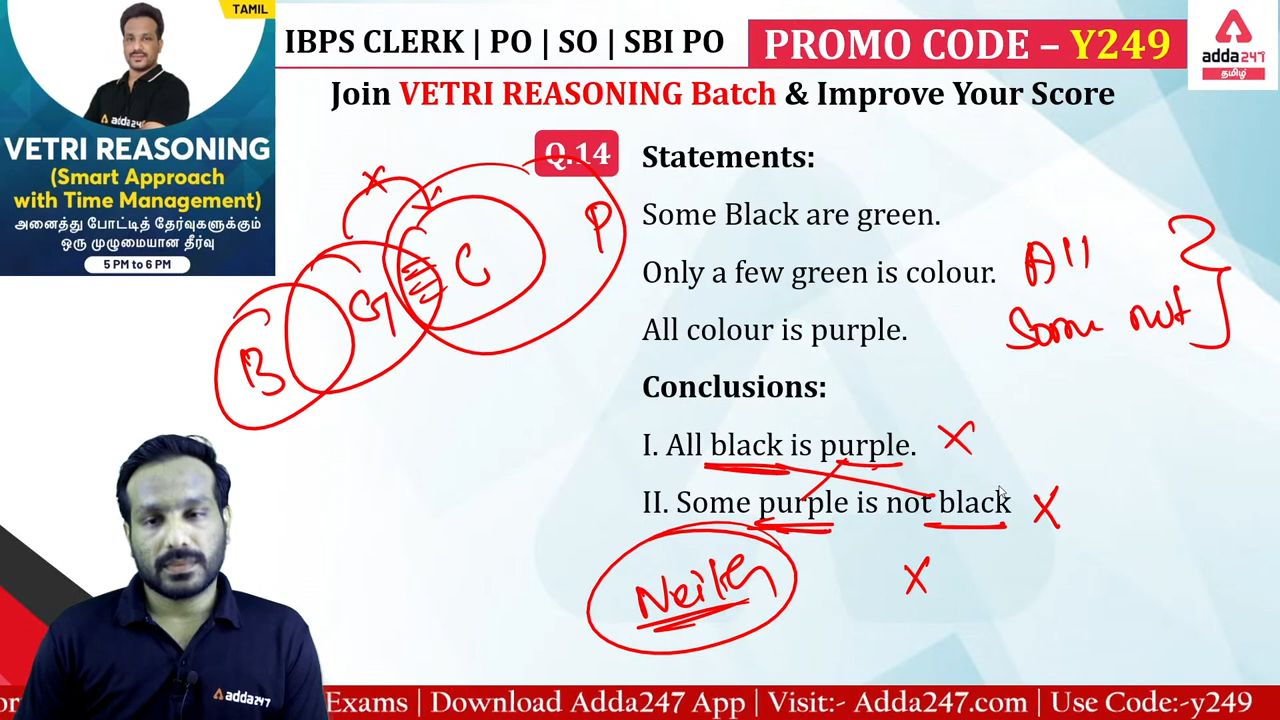 TAMIL
adda247
VETRI REASONING
(Smart Approach
with Time Management)
அனைத்து போட்டித் தேர்வுகளுக்கும்
ஒரு முழுமையான தீர்வு
5 PM to 6 PM
IBPS CLERK | PO | SO | SBI PO
PROMO CODE – Y249
adda247
தமிழ்
Join VETRI REASONING Batch & Improve Your Score
Q.14
Statements:
Some Black are green.
Only a few green is colour.
All
All colour is purple.
Some not
B
G
C
P
Conclusions:
I. All black is purple.
II. Some purple is not black
Neither
adda247
Exams | Download Adda247 App | Visit:- Adda247.com | Use Code:-y249